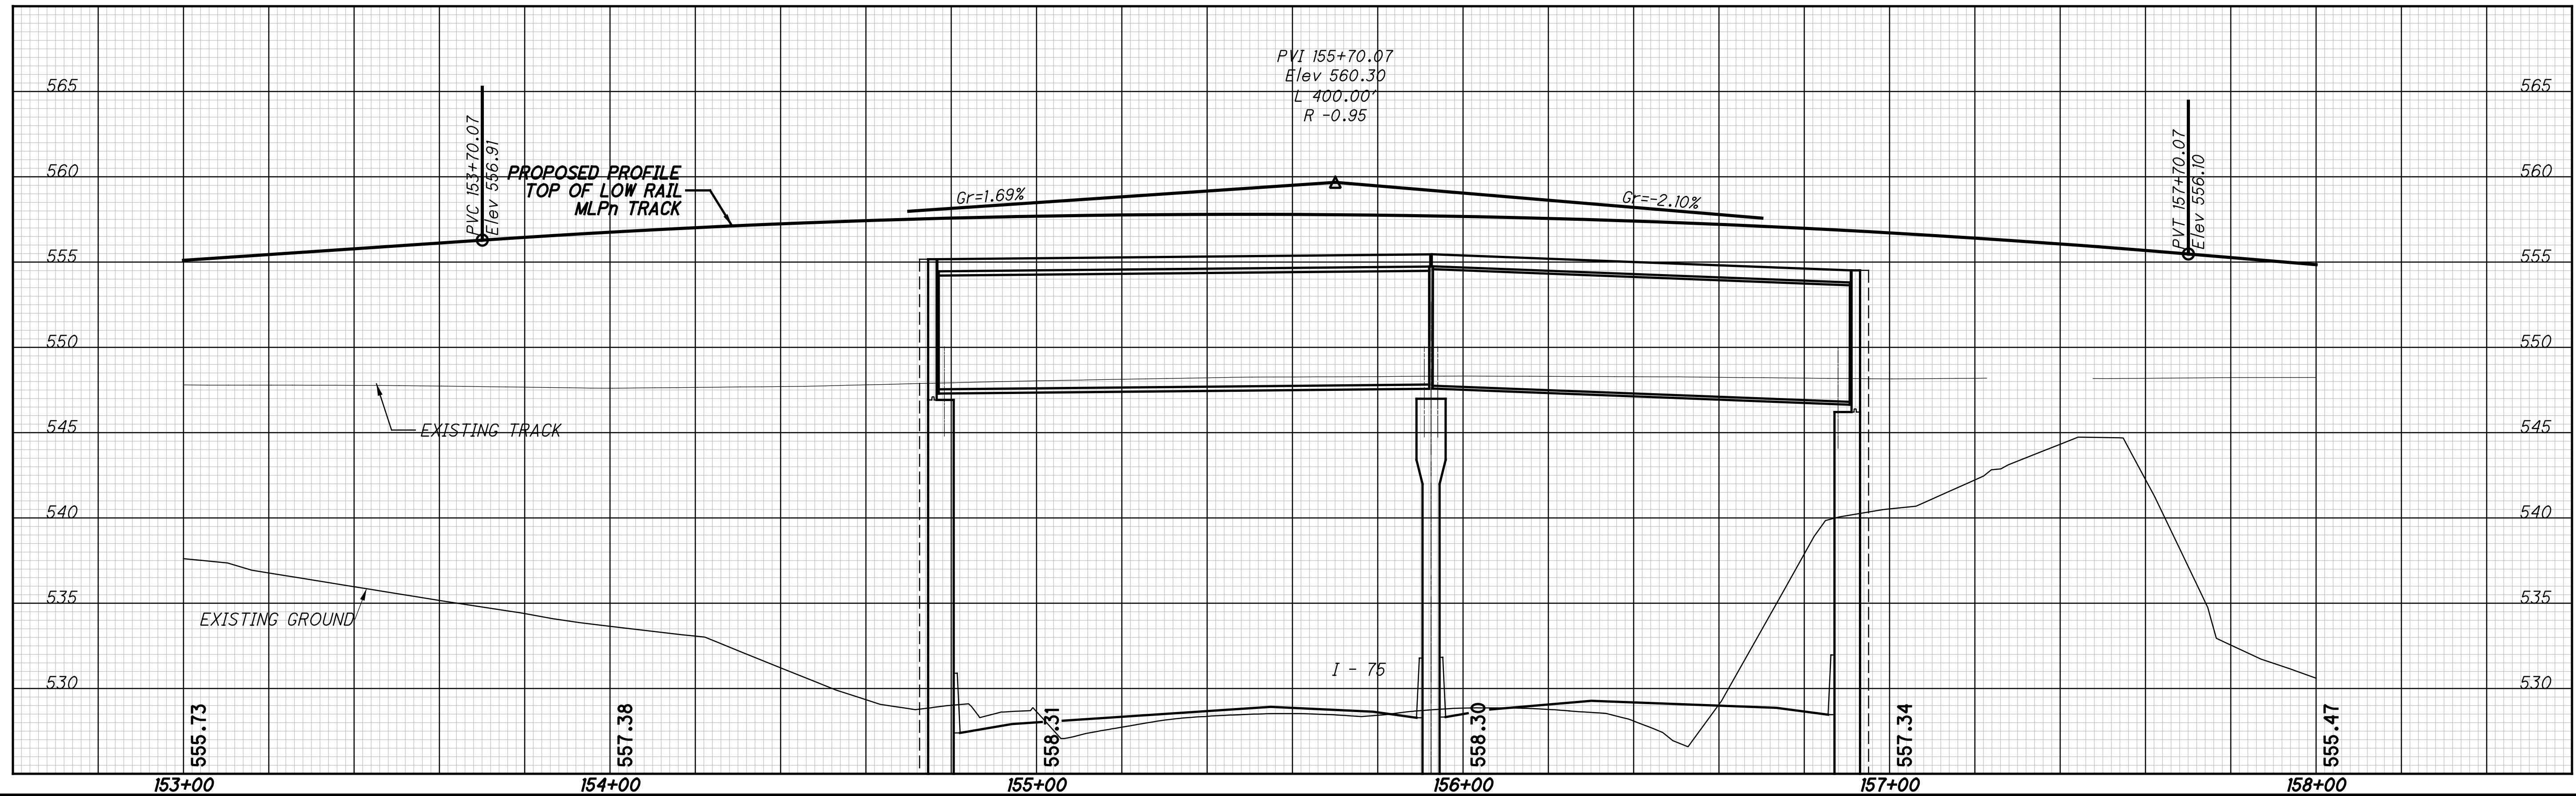 PVI 155+70.07
Elev 560.30
L 400.00'
R -0.95
565
565
PVC 153+70.07
Elev 556.91
PVT 157+70.07
Elev 556.10
560
560
PROPOSED PROFILE
TOP OF LOW RAIL
MLPn TRACK
Gr=1.69%
Gr=-2.10%
555
555
550
550
545
EXISTING TRACK
545
540
540
535
535
EXISTING GROUND
I - 75
530
530
555.73
557.38
558.31
558.30
557.34
555.47
153+00
154+00
155+00
156+00
157+00
158+00